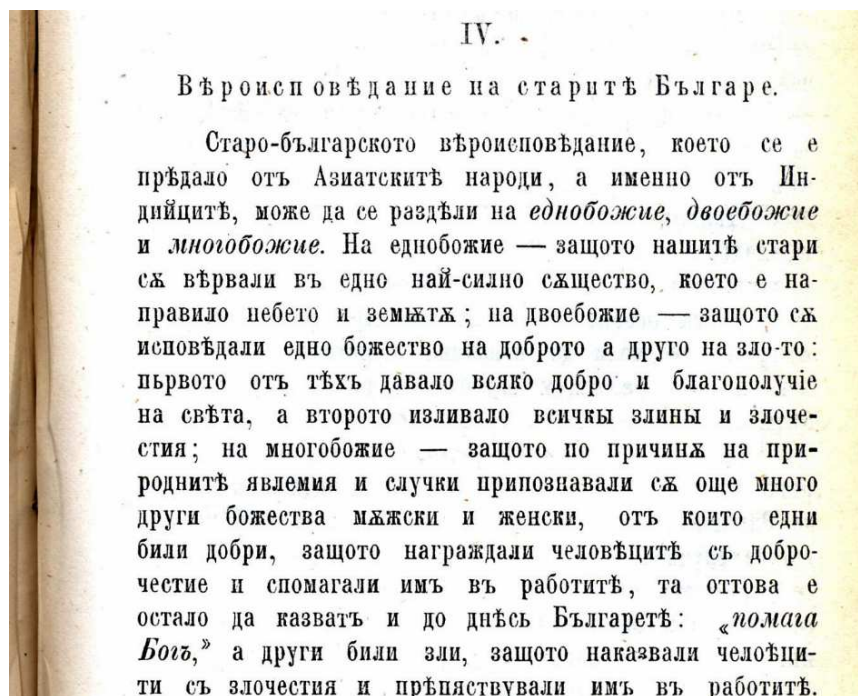 IV.
Вѣроисповѣдание на старитѣ Българе.
Старо-българското вѣроисповѣдание, което се е
прѣдало отъ Азиатскитѣ народи, а именно отъ Ин-
дийцитѣ, може да се раздѣли на еднобожие, двоебожие
и многобожие. На еднобожие — защото нашитѣ стари
сѫ вѣрвали въ едно най-силно сѫщество, което е на-
правило небето и земѭтѫ; на двоебожие — защото сѫ
исповѣдали едно божество на доброто а друго на зло-то:
пьрвото отъ тѣхъ давало всяко добро и благополучіе
на свѣта, а второто изливало всичкы злины и злоче-
стия; на многобожие — защото по причинѫ на при-
роднитѣ явлемия и случки припознавали сѫ още много
други божества мѫжски и женски, отъ които едни
били добри, защото награждали человѣцитѣ съ добро-
честие и спомагали имъ въ работитѣ, та оттова е
остало да казватъ и до днѣсь Българетѣ: „помага
Богъ,” а други били зли, защото наказвали челоѣци-
ти съ злочестия и прѣпяствували имъ въ работитѣ.